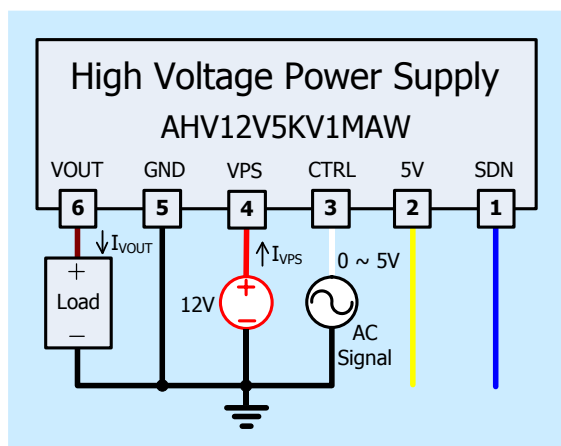 High Voltage Power Supply
AHV12V5KV1MAW
VOUT GND VPS CTRL 5V SDN
6 5 4 3 2 1
↓IVOUT ↑IVPS 0 ~ 5V
+ Load − 12V + − AC Signal